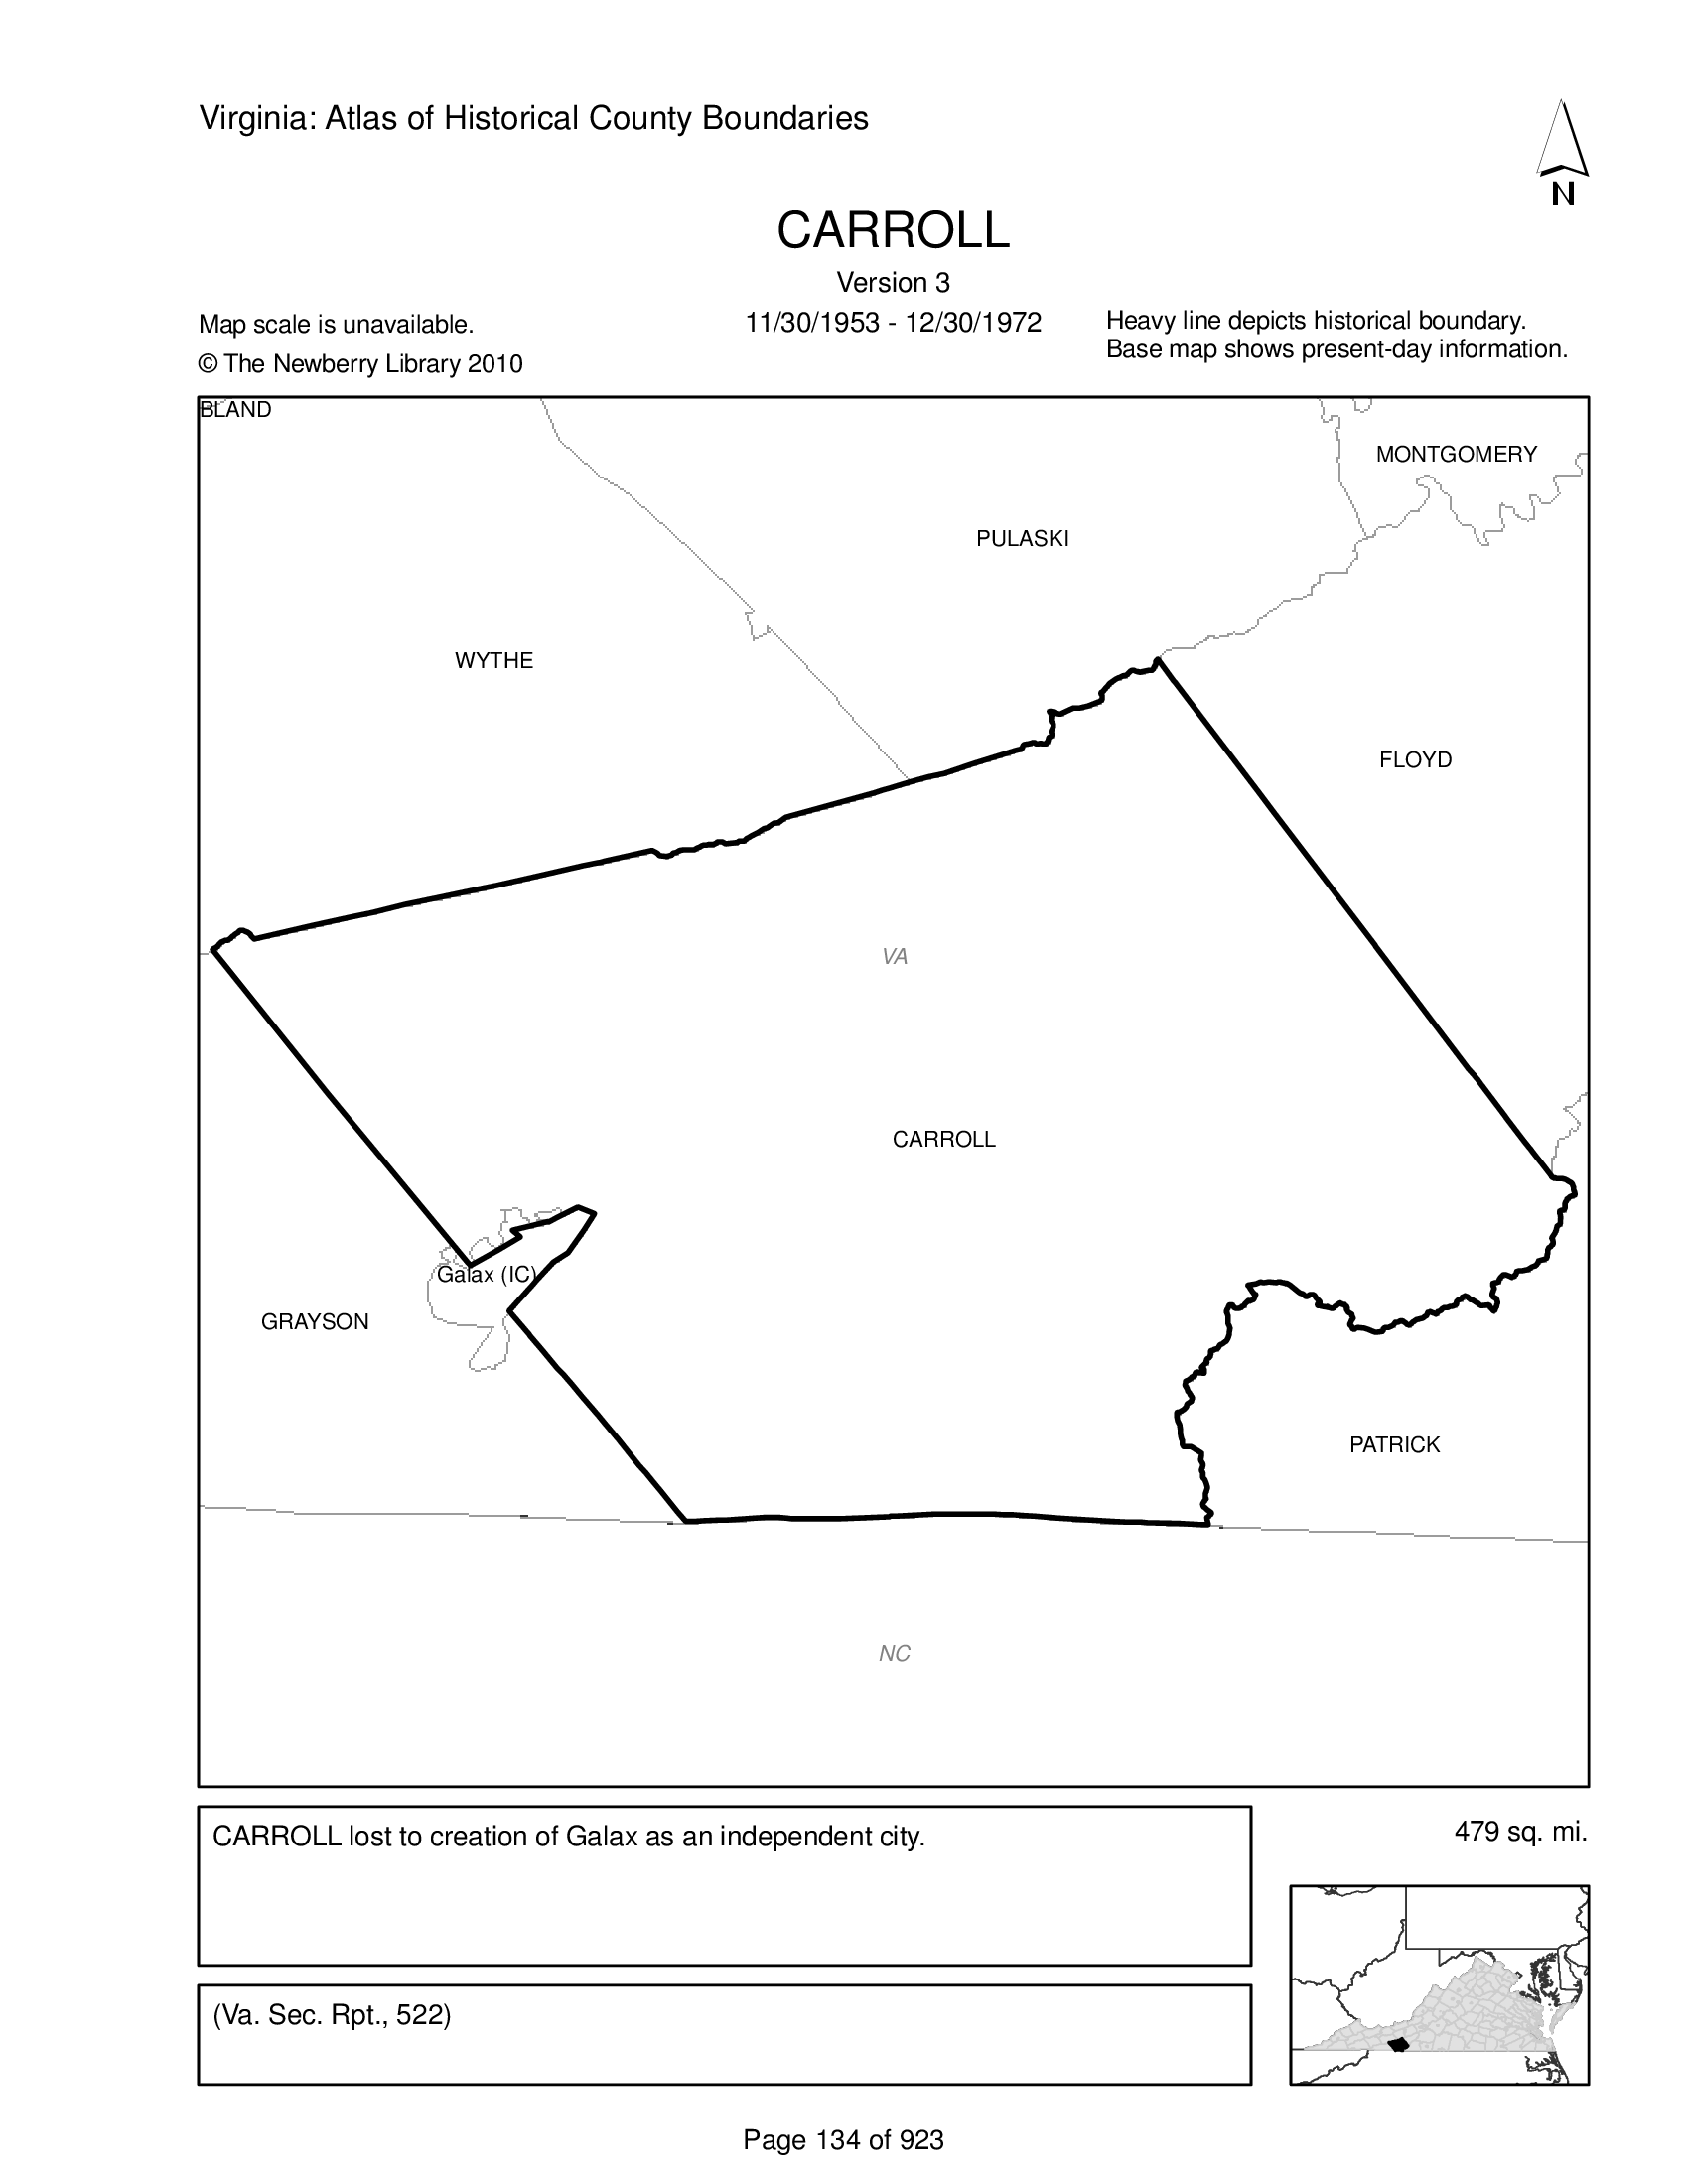 Virginia: Atlas of Historical County Boundaries
N
CARROLL
Version 3
Map scale is unavailable.
11/30/1953 - 12/30/1972
Heavy line depicts historical boundary.
Base map shows present-day information.
© The Newberry Library 2010
BLAND
MONTGOMERY
PULASKI
WYTHE
FLOYD
VA
CARROLL
Galax (IC)
GRAYSON
PATRICK
NC
CARROLL lost to creation of Galax as an independent city.
479 sq. mi.
(Va. Sec. Rpt., 522)
Page 134 of 923